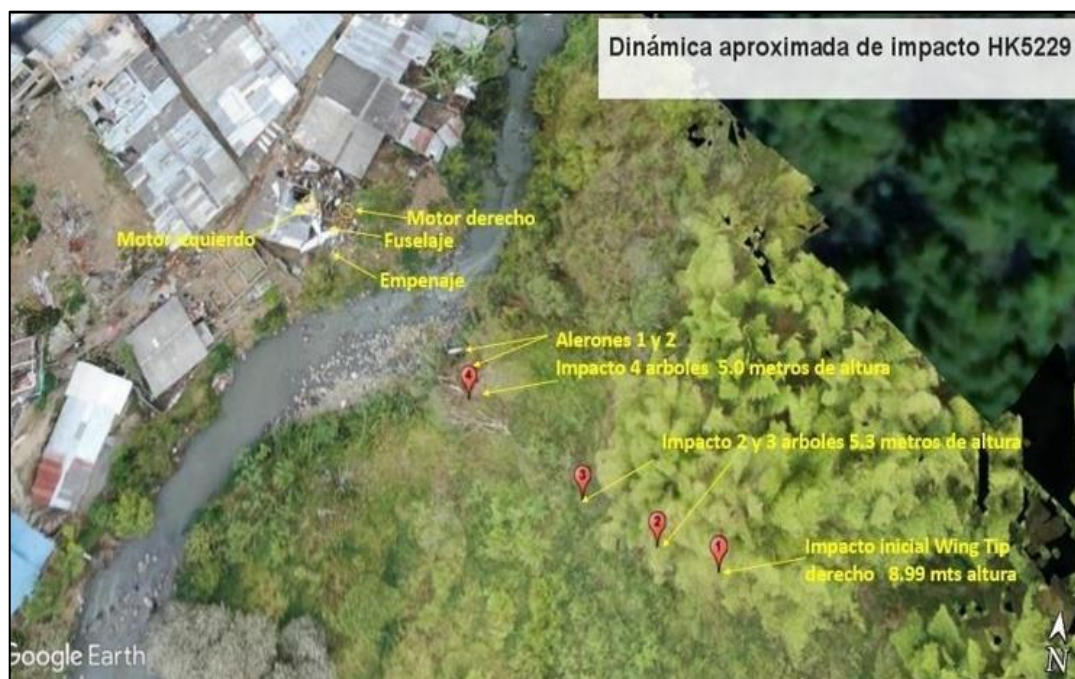 Dinámica aproximada de impacto HK5229
Motor derecho
Motor izquierdo
Fuselaje
Empenaje
Alerones 1 y 2
Impacto 4 arboles 5.0 metros de altura
4
Impacto 2 y 3 arboles 5.3 metros de altura
3
2
1
Impacto inicial Wing Tip
derecho 8.99 mts altura
Google Earth
N